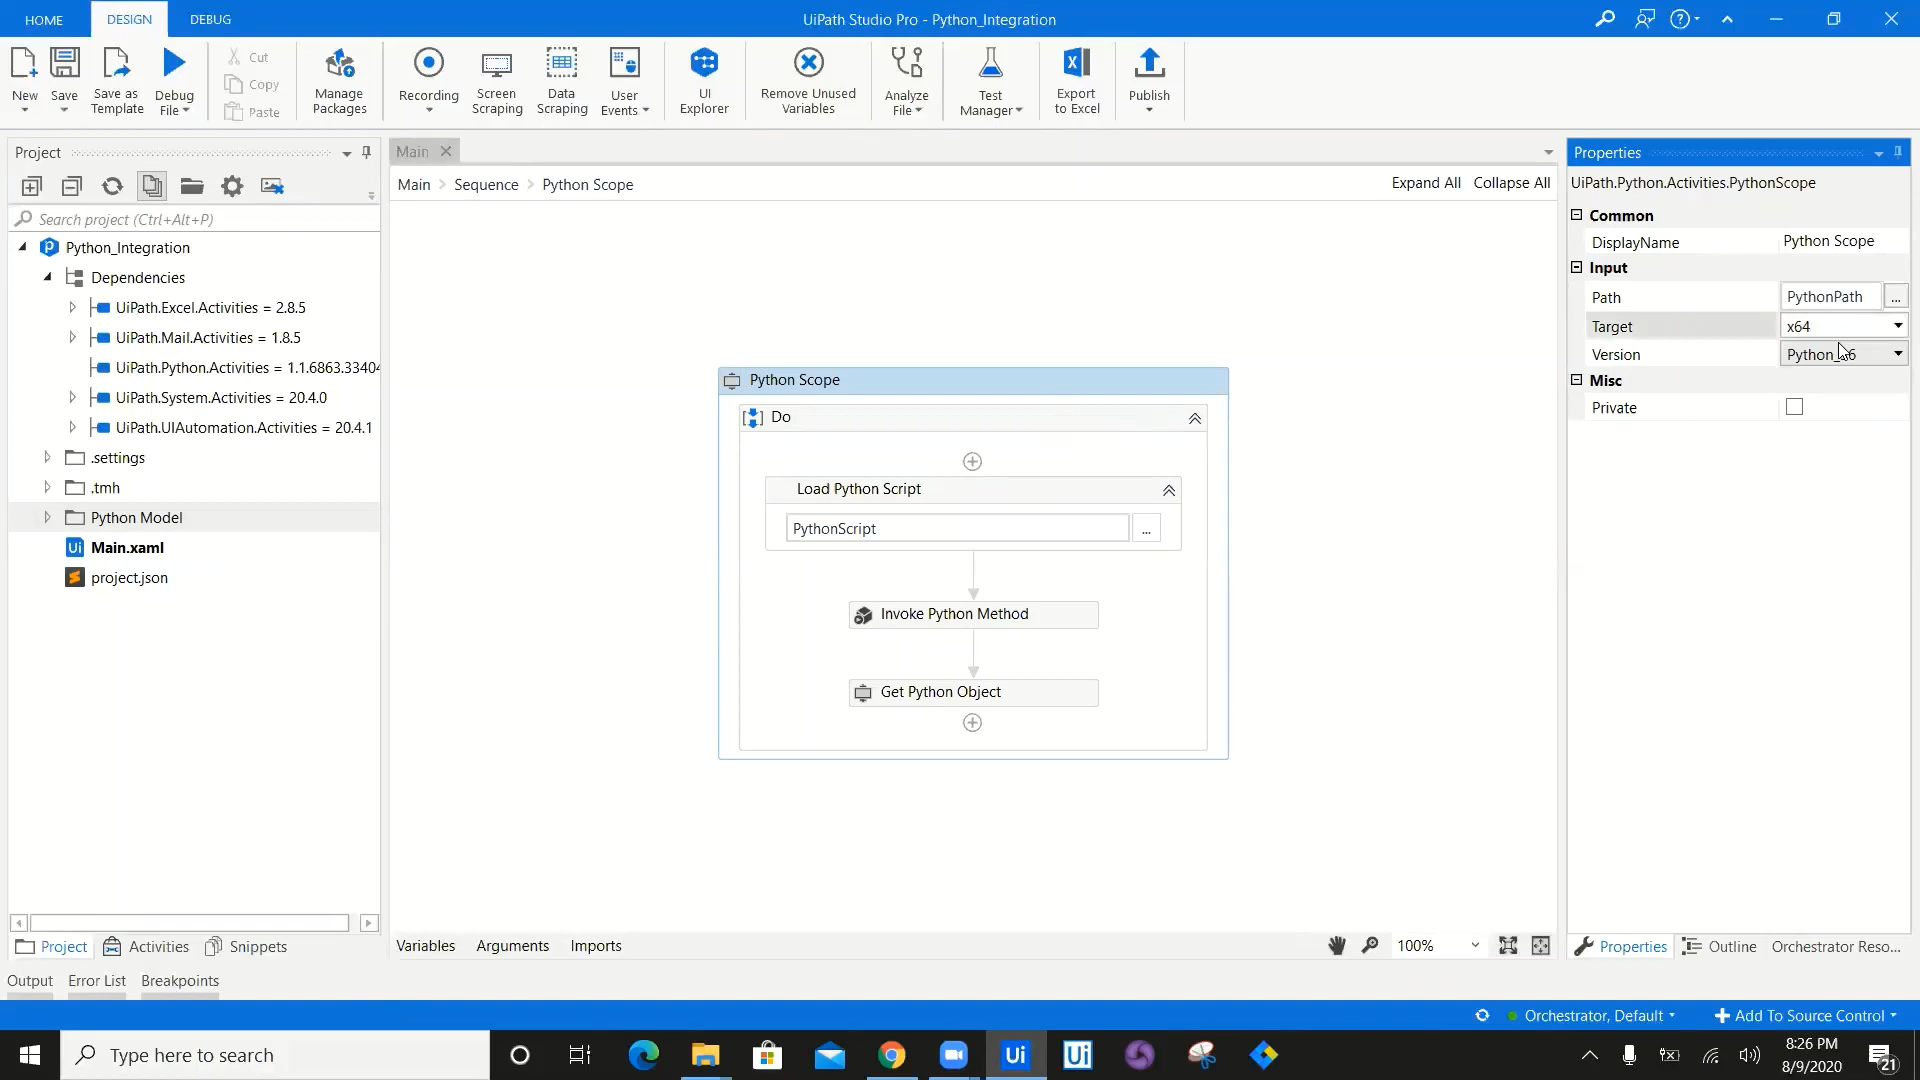 HOME
DESIGN
DEBUG
UiPath Studio Pro - Python_Integration
New
Save
Save as Template
Debug File
Cut
Copy
Paste
Manage Packages
Recording
Screen Scraping
Data Scraping
User Events
UI Explorer
Remove Unused Variables
Analyze File
Test Manager
Export to Excel
Publish
Project
Search project (Ctrl+Alt+P)
Python_Integration
Dependencies
UiPath.Excel.Activities = 2.8.5
UiPath.Mail.Activities = 1.8.5
UiPath.Python.Activities = 1.1.6863.33404
UiPath.System.Activities = 20.4.0
UiPath.UIAutomation.Activities = 20.4.1
.settings
.tmh
Python Model
Main.xaml
project.json
Project
Activities
Snippets
Main
Main > Sequence > Python Scope
Expand All
Collapse All
Python Scope
Do
Load Python Script
PythonScript
...
Invoke Python Method
Get Python Object
Variables
Arguments
Imports
100%
Properties
UiPath.Python.Activities.PythonScope
Common
DisplayName
Python Scope
Input
Path
PythonPath
...
Target
x64
Version
Misc
Private
Properties
Outline
Orchestrator Reso...
Output
Error List
Breakpoints
Orchestrator, Default
Add To Source Control
Type here to search
Ui
Ui
8:26 PM
8/9/2020
21